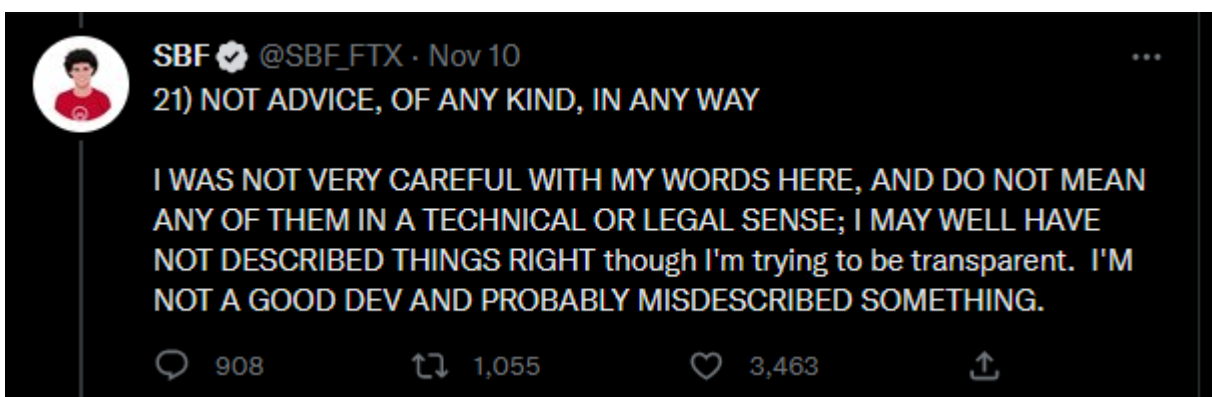 SBF @SBF_FTX · Nov 10
21) NOT ADVICE, OF ANY KIND, IN ANY WAY
I WAS NOT VERY CAREFUL WITH MY WORDS HERE, AND DO NOT MEAN
ANY OF THEM IN A TECHNICAL OR LEGAL SENSE; I MAY WELL HAVE
NOT DESCRIBED THINGS RIGHT though I'm trying to be transparent.  I'M
NOT A GOOD DEV AND PROBABLY MISDESCRIBED SOMETHING.
908 1,055 3,463